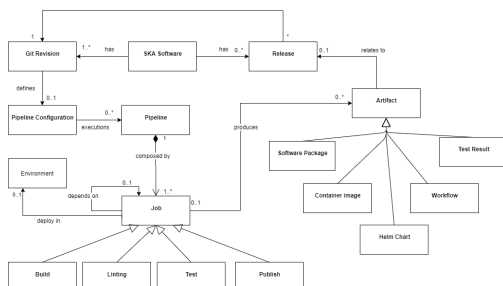 1
*
Git Revision
1..*
has
SKA Software
has
0..*
Release
0..1
relates to
defines
0..1
Pipeline Configuration
0..*
executions
Pipeline
1
produces
0..*
Artifact
composed by
Software Package
Test Result
Environment
0..1
depends on
0..1
1..*
Container image
Workflow
deploy in
Job
0..1
Helm Chart
Build
Linting
Test
Publish